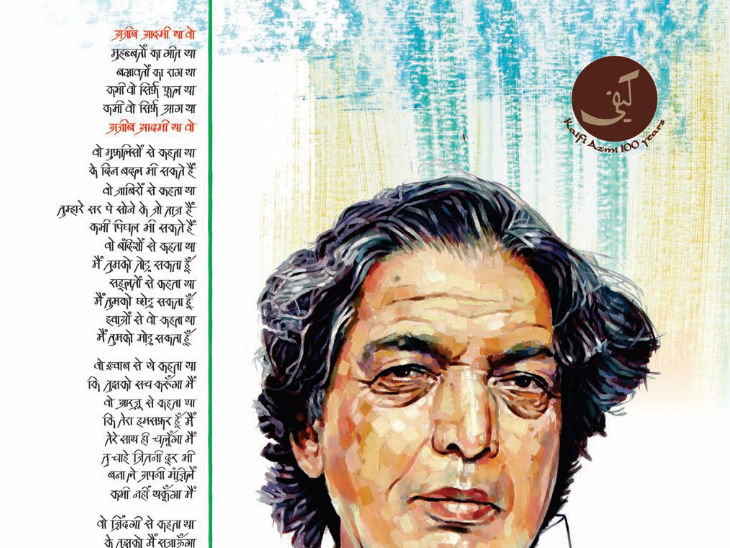 अजीब आदमी था वो
मुहब्बतों का गीत था
बग़ावतों का राग था
कभी वो सिर्फ़ फूल था
कभी वो सिर्फ़ आग था
अजीब आदमी था वो
वो मुफ़लिसों से कहता था
के दिन बदल भी सकते हैं
वो जाबिरों से कहता था
तुम्हारे सर पे सोने के जो ताज हैं
कभी पिघल भी सकते हैं
वो बंदिशों से कहता था
मैं तुमको तोड़ सकता हूँ
सहूलतों से कहता था
मैं तुमको छोड़ सकता हूँ
हवाओं से वो कहता था
मैं तुमको मोड़ सकता हूँ
वो ख़्वाब से ये कहता था
कि तुझको सच करूँगा मैं
वो आरज़ू से कहता था
कि तेरा हमसफ़र हूँ मैं
तेरे साथ ही चलूँगा मैं
तू चाहे जितनी दूर भी
बना ले अपनी मंज़िलें
कभी नहीं थकूँगा मैं
वो ज़िंदगी से कहता था
के तुझको मैं सजाऊँगा
کیفی
Kaifi Azmi 100 years